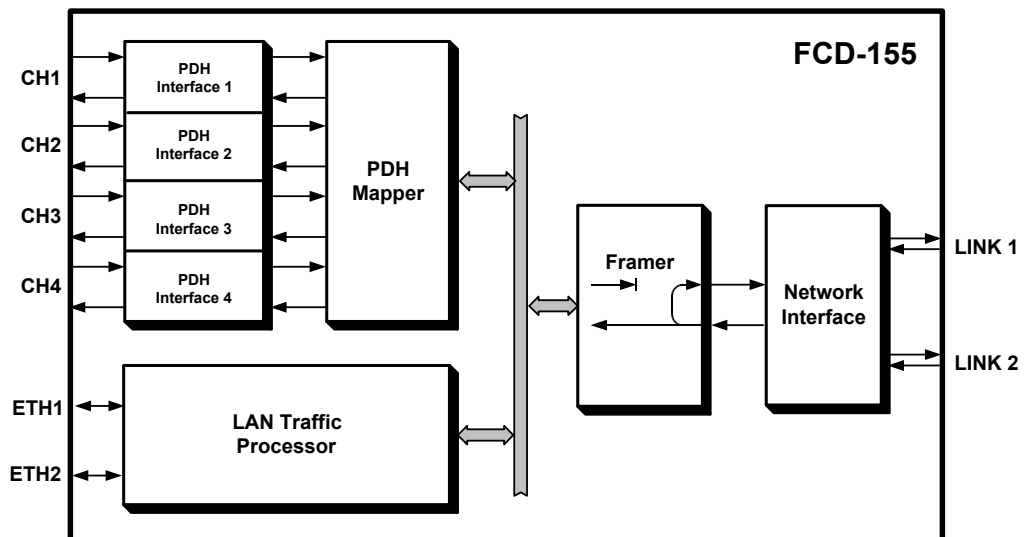 FCD-155
CH1
CH2
CH3
CH4
PDH
Interface 1
PDH
Interface 2
PDH
Interface 3
PDH
Interface 4
PDH
Mapper
Framer
Network
Interface
LINK 1
LINK 2
ETH1
ETH2
LAN Traffic
Processor